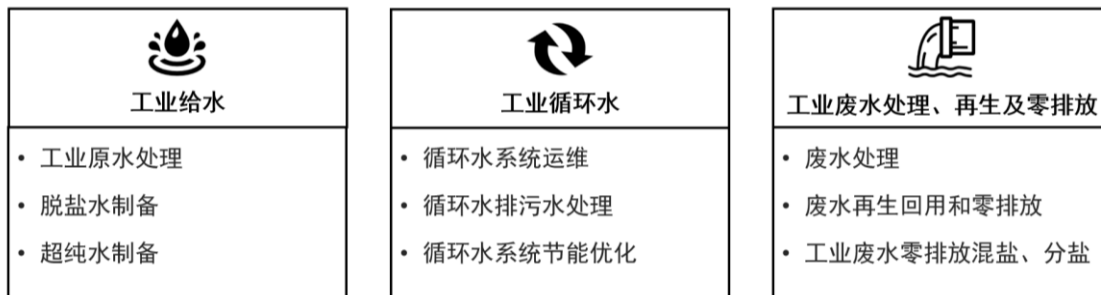 工业给水
• 工业原水处理
• 脱盐水制备
• 超纯水制备
工业循环水
• 循环水系统运维
• 循环水排污水处理
• 循环水系统节能优化
工业废水处理、再生及零排放
• 废水处理
• 废水再生回用和零排放
• 工业废水零排放混盐、分盐